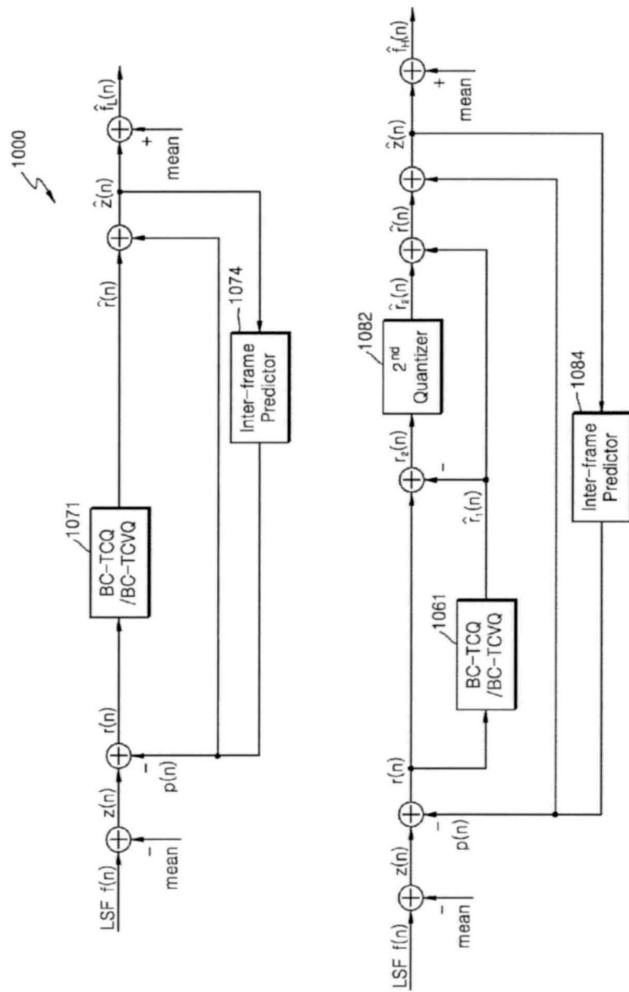 1000
LSF f(n)
z(n)
r(n)
BC-TCQ
/BC-TCVQ
1071
r̂(n)
ẑ(n)
f̂L(n)
−
mean
−
p(n)
Inter-frame
Predictor
1074
+
mean
LSF f(n)
z(n)
r(n)
BC-TCQ
/BC-TCVQ
1061
r̂₁(n)
−
r₂(n)
2nd
Quantizer
1082
r̂₂(n)
r̂(n)
ẑ(n)
f̂H(n)
−
mean
−
p(n)
Inter-frame
Predictor
1084
+
mean